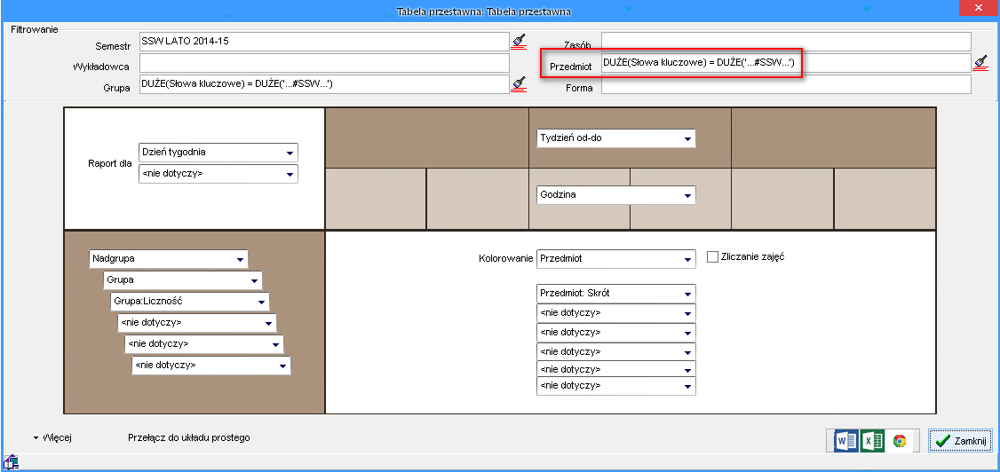 Tabela przestawna: Tabela przestawna
Filtrowanie
Semestr SSW LATO 2014-15
Zasób
Wykładowca
Przedmiot DUŻE(Słowa kluczowe) = DUŻE('...#SSW...')
Grupa DUŻE(Słowa kluczowe) = DUŻE('...#SSW...')
Forma
Raport dla Dzień tygodnia
<nie dotyczy>
Tydzień od-do
Godzina
Nadgrupa
Grupa
Grupa:Liczność
<nie dotyczy>
<nie dotyczy>
<nie dotyczy>
Kolorowanie Przedmiot
Zliczanie zajęć
Przedmiot: Skrót
<nie dotyczy>
<nie dotyczy>
<nie dotyczy>
<nie dotyczy>
<nie dotyczy>
Więcej
Przełącz do układu prostego
Zamknij